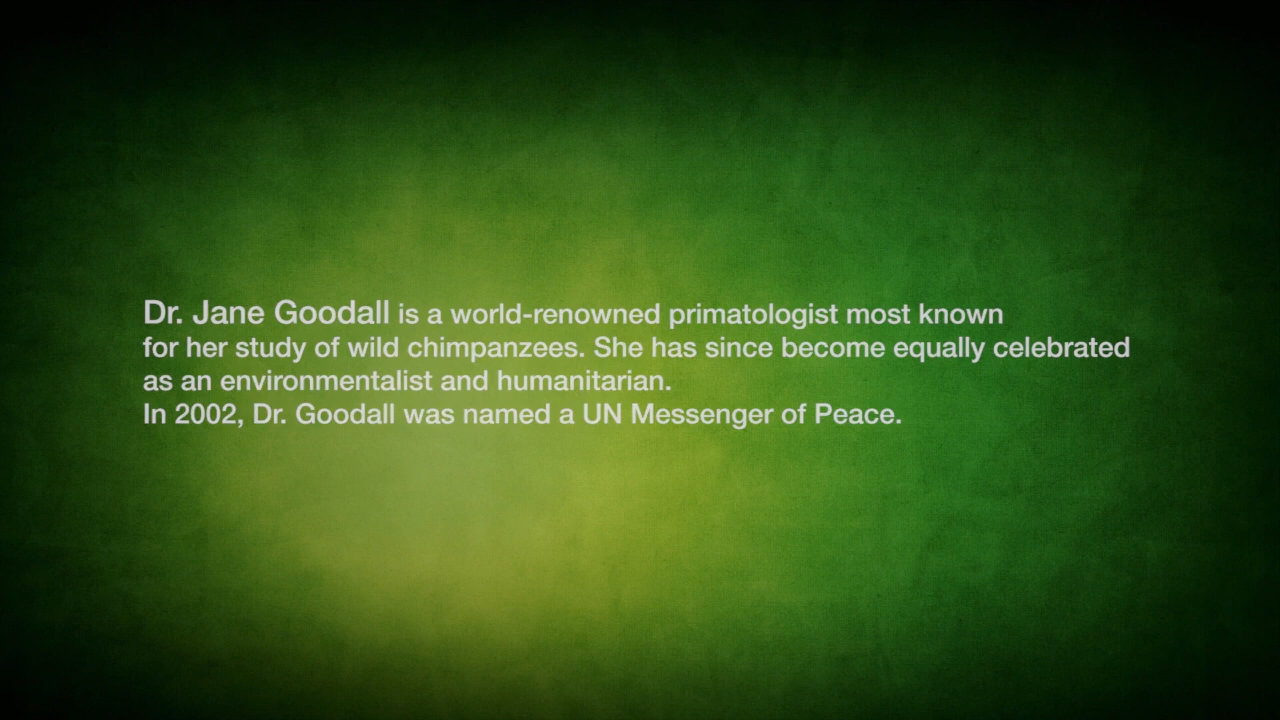 Dr. Jane Goodall is a world-renowned primatologist most known
for her study of wild chimpanzees. She has since become equally celebrated
as an environmentalist and humanitarian.
In 2002, Dr. Goodall was named a UN Messenger of Peace.